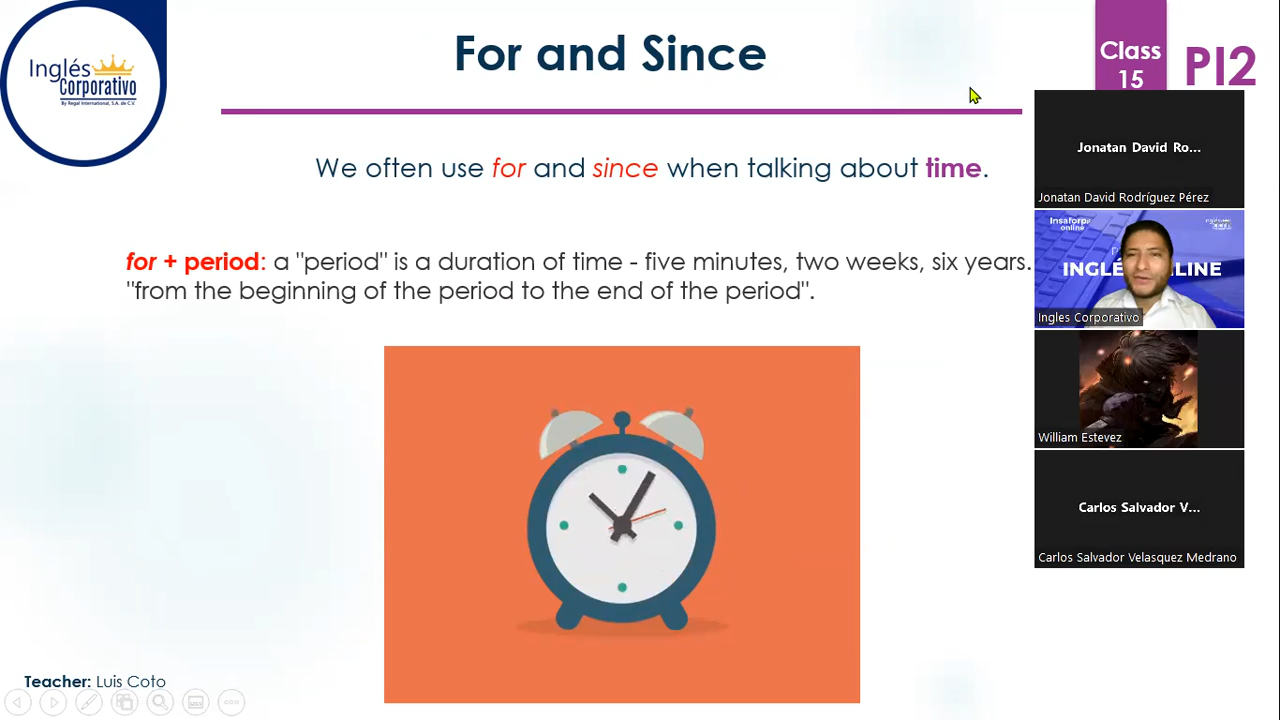 Inglés
Corporativo
By Regal International, S.A. de C.V.
For and Since
Class
15
PI2
We often use for and since when talking about time.
for + period: a "period" is a duration of time - five minutes, two weeks, six years.
"from the beginning of the period to the end of the period".
Jonatan David Ro...
Jonatan David Rodríguez Pérez
Insaforp
online
INGLÉ
LINE
Ingles Corporativo
William Estevez
Carlos Salvador V...
Carlos Salvador Velasquez Medrano
Teacher: Luis Coto